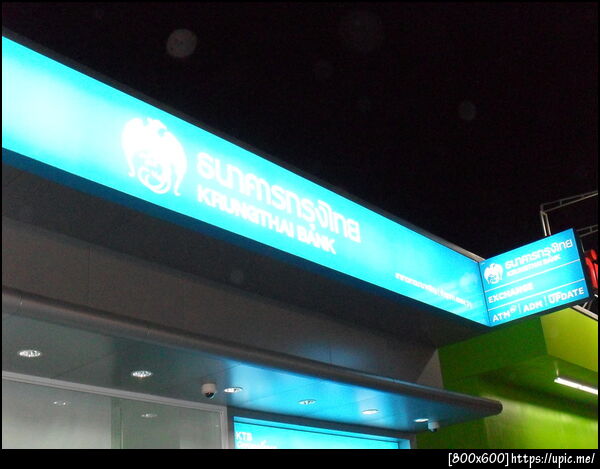 ธนาคารกรุงไทย
KRUNGTHAI BANK
ธนาคารกรุงไทย
KRUNGTHAI BANK
EXCHANGE
ATM | ADM | UPDATE
KTB
[800x600]https://upic.me/